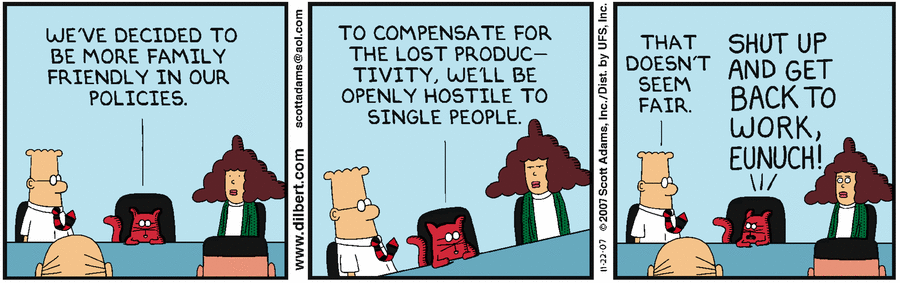 WE'VE DECIDED TO
BE MORE FAMILY
FRIENDLY IN OUR
POLICIES.
www.dilbert.com scottadams@aol.com
TO COMPENSATE FOR
THE LOST PRODUC-
TIVITY, WE'LL BE
OPENLY HOSTILE TO
SINGLE PEOPLE.
11-22-07 © 2007 Scott Adams, Inc./Dist. by UFS, Inc.
THAT
DOESN'T
SEEM
FAIR.
SHUT UP
AND GET
BACK TO
WORK,
EUNUCH!